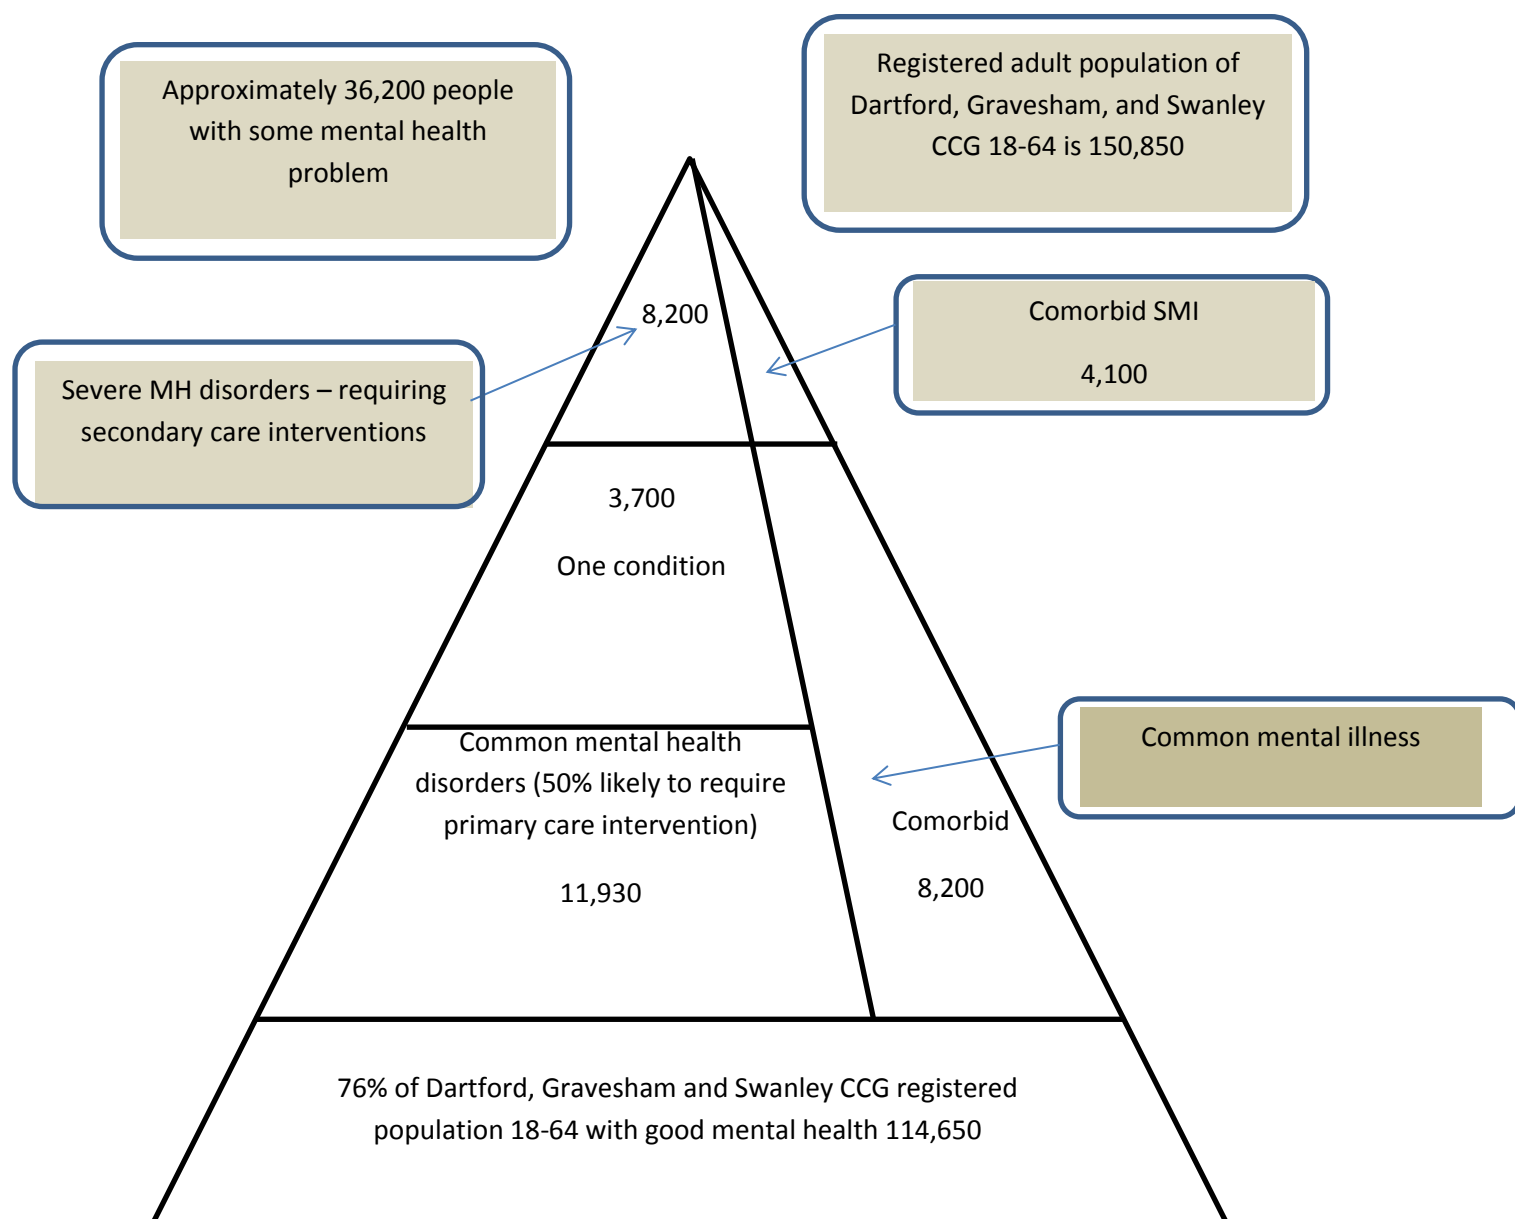 Approximately 36,200 people
with some mental health
problem
Registered adult population of
Dartford, Gravesham, and Swanley
CCG 18-64 is 150,850
8,200
Comorbid SMI
4,100
Severe MH disorders – requiring
secondary care interventions
3,700
One condition
Common mental health
disorders (50% likely to require
primary care intervention)
11,930
Common mental illness
Comorbid
8,200
76% of Dartford, Gravesham and Swanley CCG registered
population 18-64 with good mental health 114,650